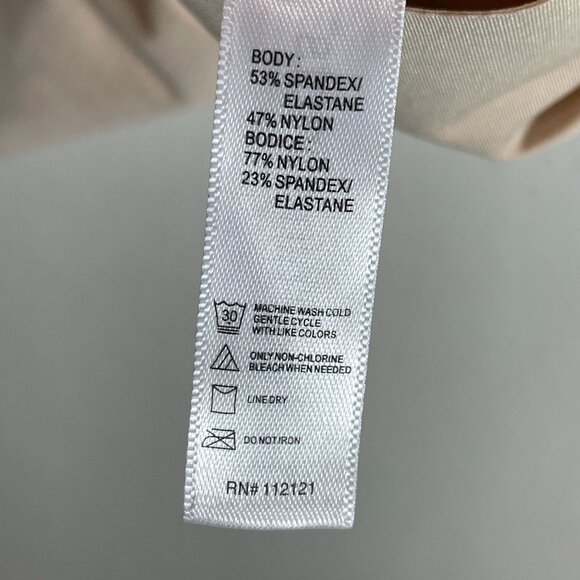 BODY :
53% SPANDEX/
ELASTANE
47% NYLON
BODICE :
77% NYLON
23% SPANDEX/
ELASTANE
30
MACHINE WASH COLD
GENTLE CYCLE
WITH LIKE COLORS
ONLY NON-CHLORINE
BLEACH WHEN NEEDED
LINE DRY
DO NOT IRON
RN# 112121